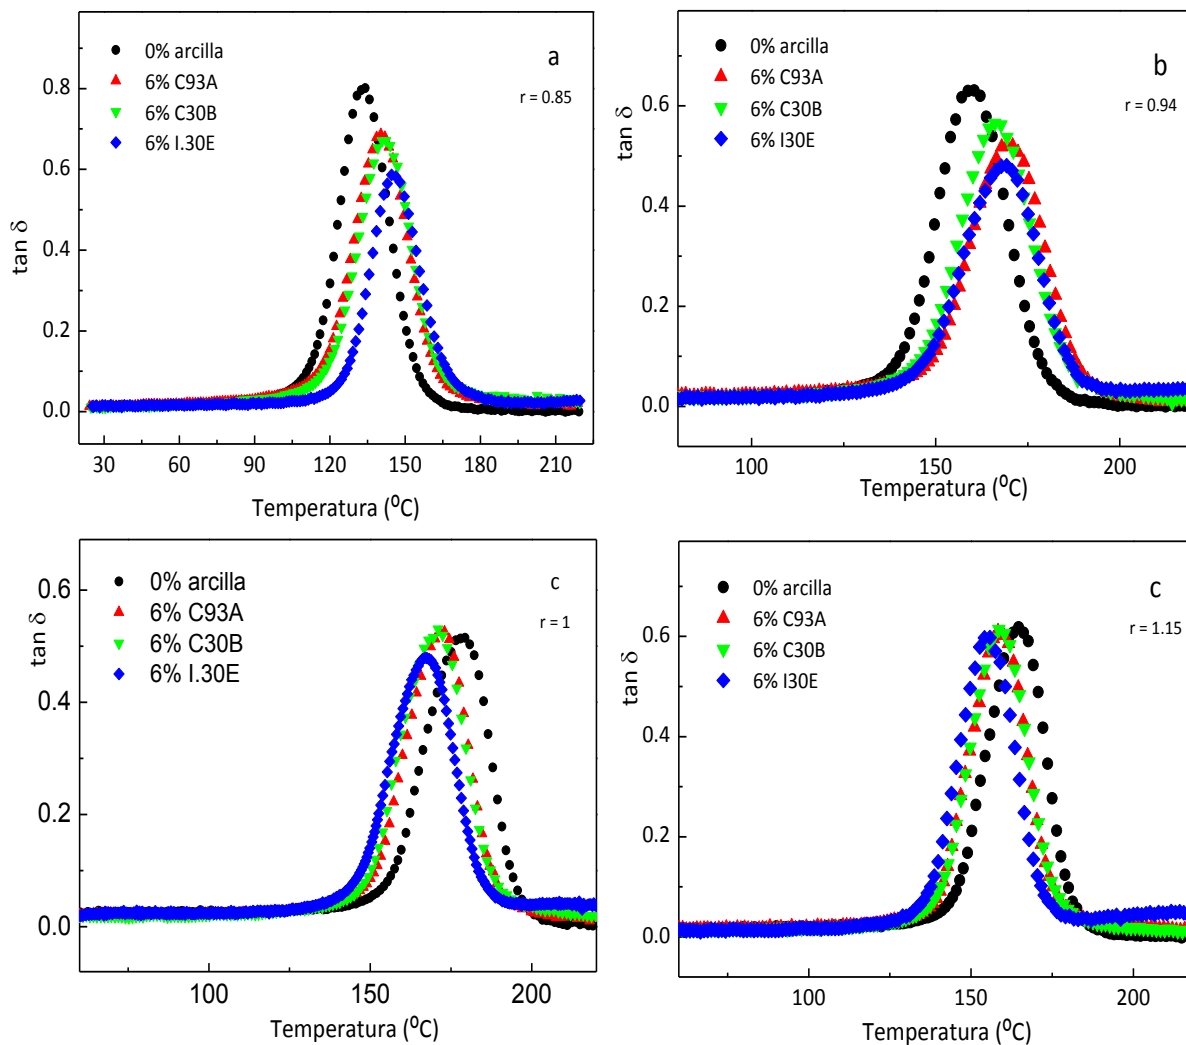 0% arcilla
6% C93A
6% C30B
6% I.30E
a
r = 0.85
tan δ
0.8
0.6
0.4
0.2
0.0
30
60
90
120
150
180
210
Temperatura (⁰C)
0% arcilla
6% C93A
6% C30B
6% I30E
b
r = 0.94
tan δ
0.6
0.4
0.2
0.0
100
150
200
Temperatura (⁰C)
0% arcilla
6% C93A
6% C30B
6% I.30E
c
r = 1
tan δ
0.6
0.4
0.2
0.0
100
150
200
Temperatura (⁰C)
0% arcilla
6% C93A
6% C30B
6% I30E
c
r = 1.15
tan δ
0.6
0.4
0.2
0.0
100
150
200
Temperatura (⁰C)